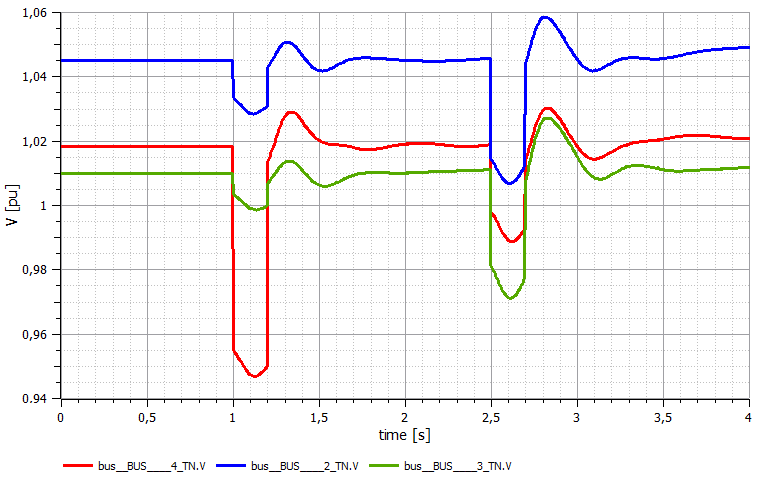 1,06
1,04
1,02
1
0,98
0,96
0.94
V [pu]
0 0,5 1 1,5 2 2,5 3 3,5 4
time [s]
bus__BUS____4_TN.V bus__BUS____2_TN.V bus__BUS____3_TN.V